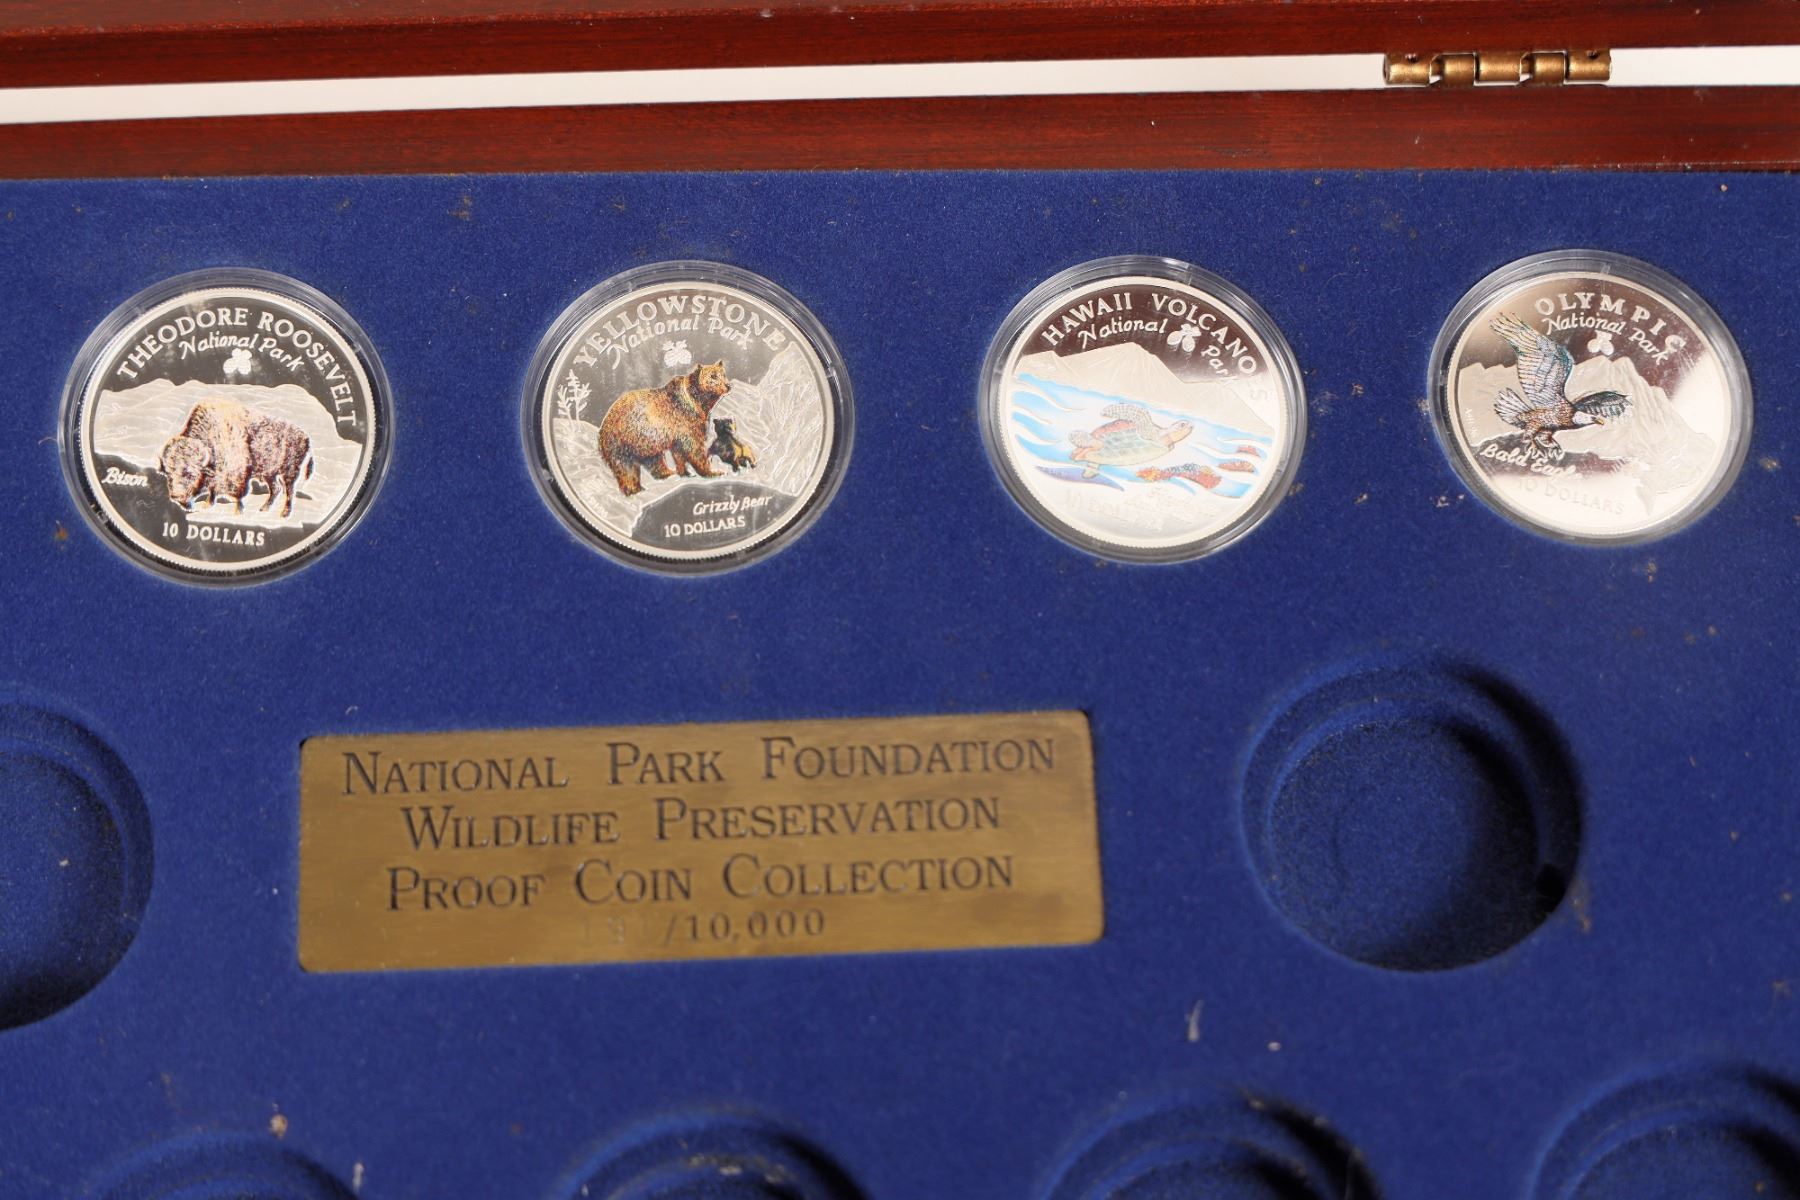 THEODORE ROOSEVELT
National Park
Bison
10 DOLLARS
YELLOWSTONE
National Park
Grizzly Bear
10 DOLLARS
HAWAII VOLCANOES
National Park
10
OLYMPIC
National Park
Bald Eagle
10 DOLLARS
NATIONAL PARK FOUNDATION
WILDLIFE PRESERVATION
PROOF COIN COLLECTION
/10,000